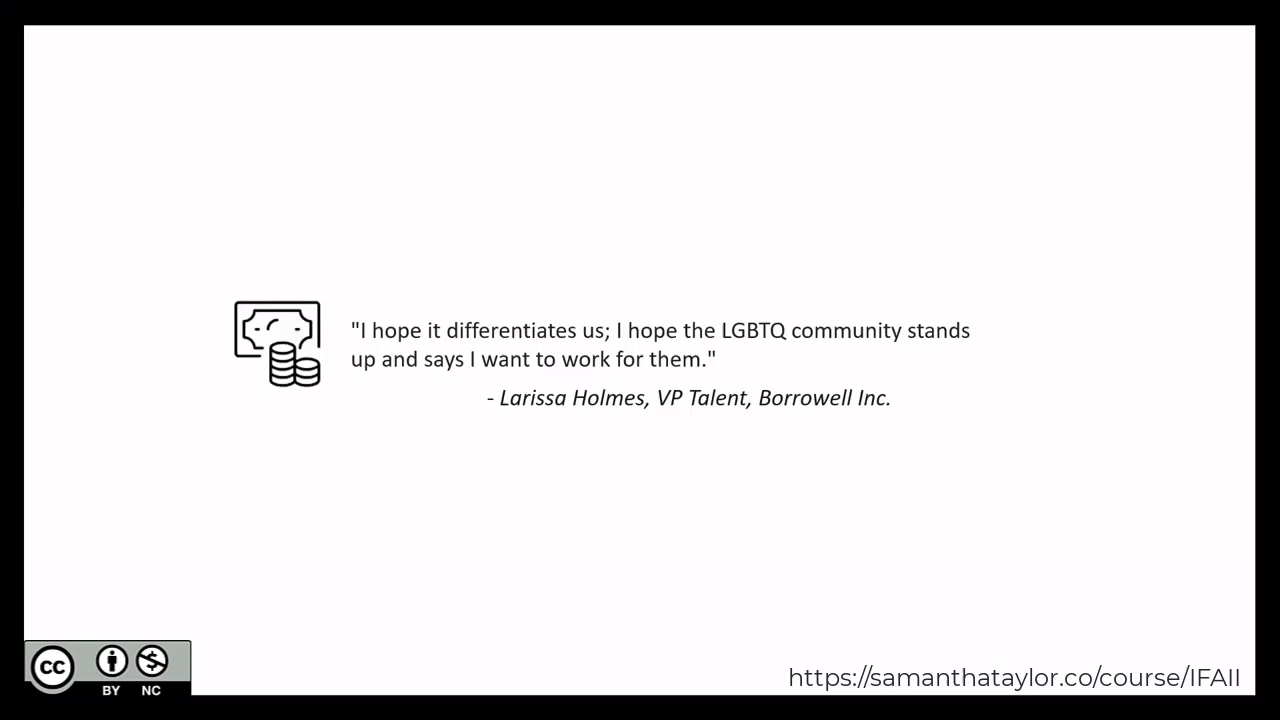 "I hope it differentiates us; I hope the LGBTQ community stands
up and says I want to work for them."
- Larissa Holmes, VP Talent, Borrowell Inc.
cc
BY NC
https://samanthataylor.co/course/IFAII